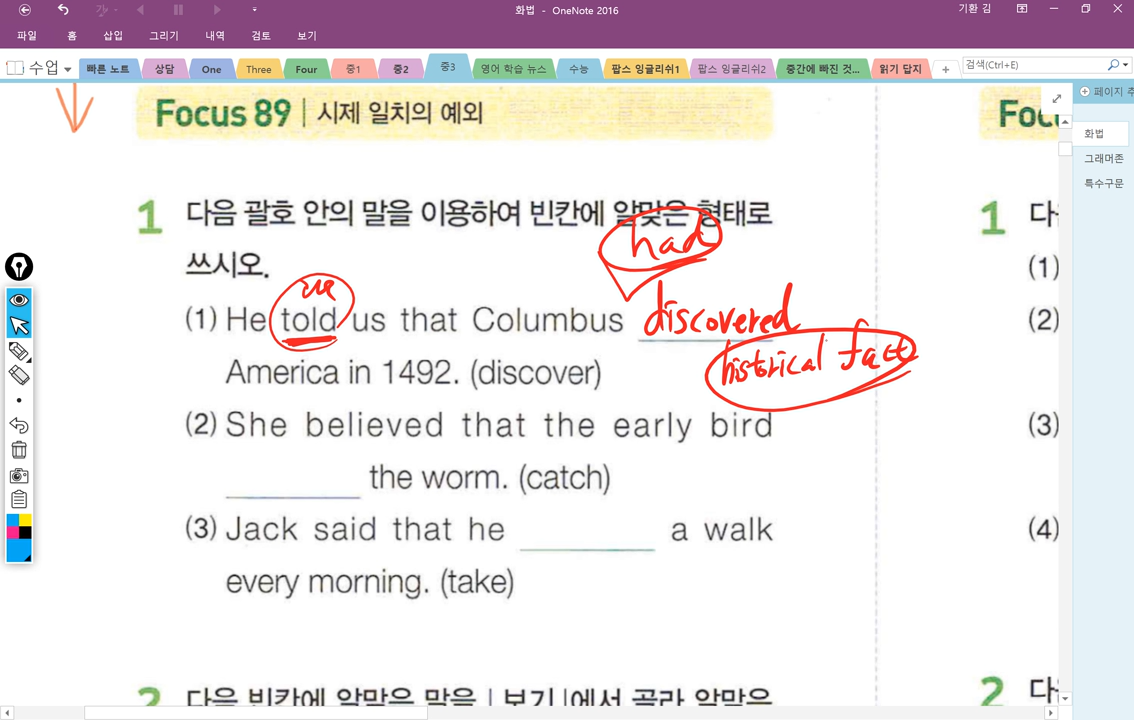 화법 - OneNote 2016
기환 김
파일 홈 삽입 그리기 내역 검토 보기
수업 빠른 노트 상담 One Three Four 중1 중2 중3 영어 학습 뉴스 수능 팝스 잉글리쉬1 팝스 잉글리쉬2 중간에 빠진 것... 읽기 답지 + 검색(Ctrl+E)
페이지 추
화법
그래머존
특수구문
Focus 89 | 시제 일치의 예외
1 다음 괄호 안의 말을 이용하여 빈칸에 알맞은 형태로
쓰시오.
had
(1) He told us that Columbus discovered
historical fact
America in 1492. (discover)
(2) She believed that the early bird
the worm. (catch)
(3) Jack said that he a walk
every morning. (take)
2 다음 빈칸에 알맞은 말을 |보기|에서 골라 알맞은
Focu
1 다
(1)
(2)
(3)
(4)
2 다